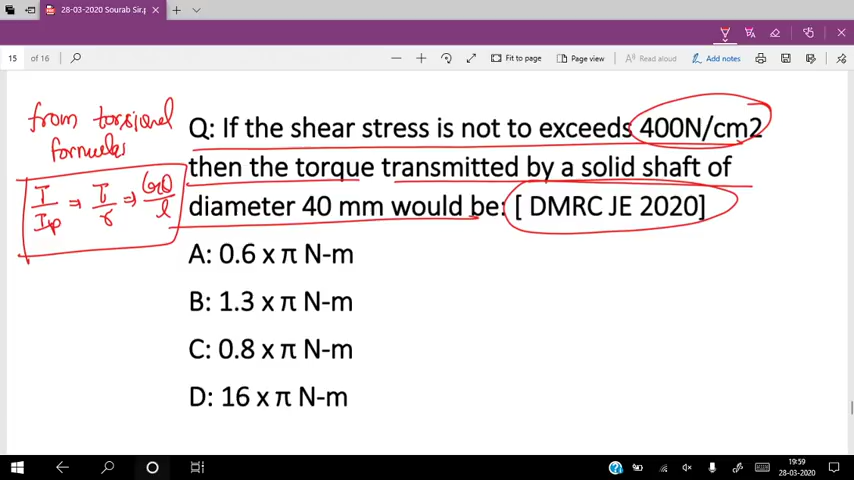 28-03-2020 Sourab Sir.p
15 of 16
Fit to page
Page view
Read aloud
Add notes
from torsional
formulas
T/Ip ⇒ τ/r ⇒ Gθ/l
Q: If the shear stress is not to exceeds 400N/cm2
then the torque transmitted by a solid shaft of
diameter 40 mm would be: [ DMRC JE 2020]
A: 0.6 x π N-m
B: 1.3 x π N-m
C: 0.8 x π N-m
D: 16 x π N-m
19:59
28-03-2020